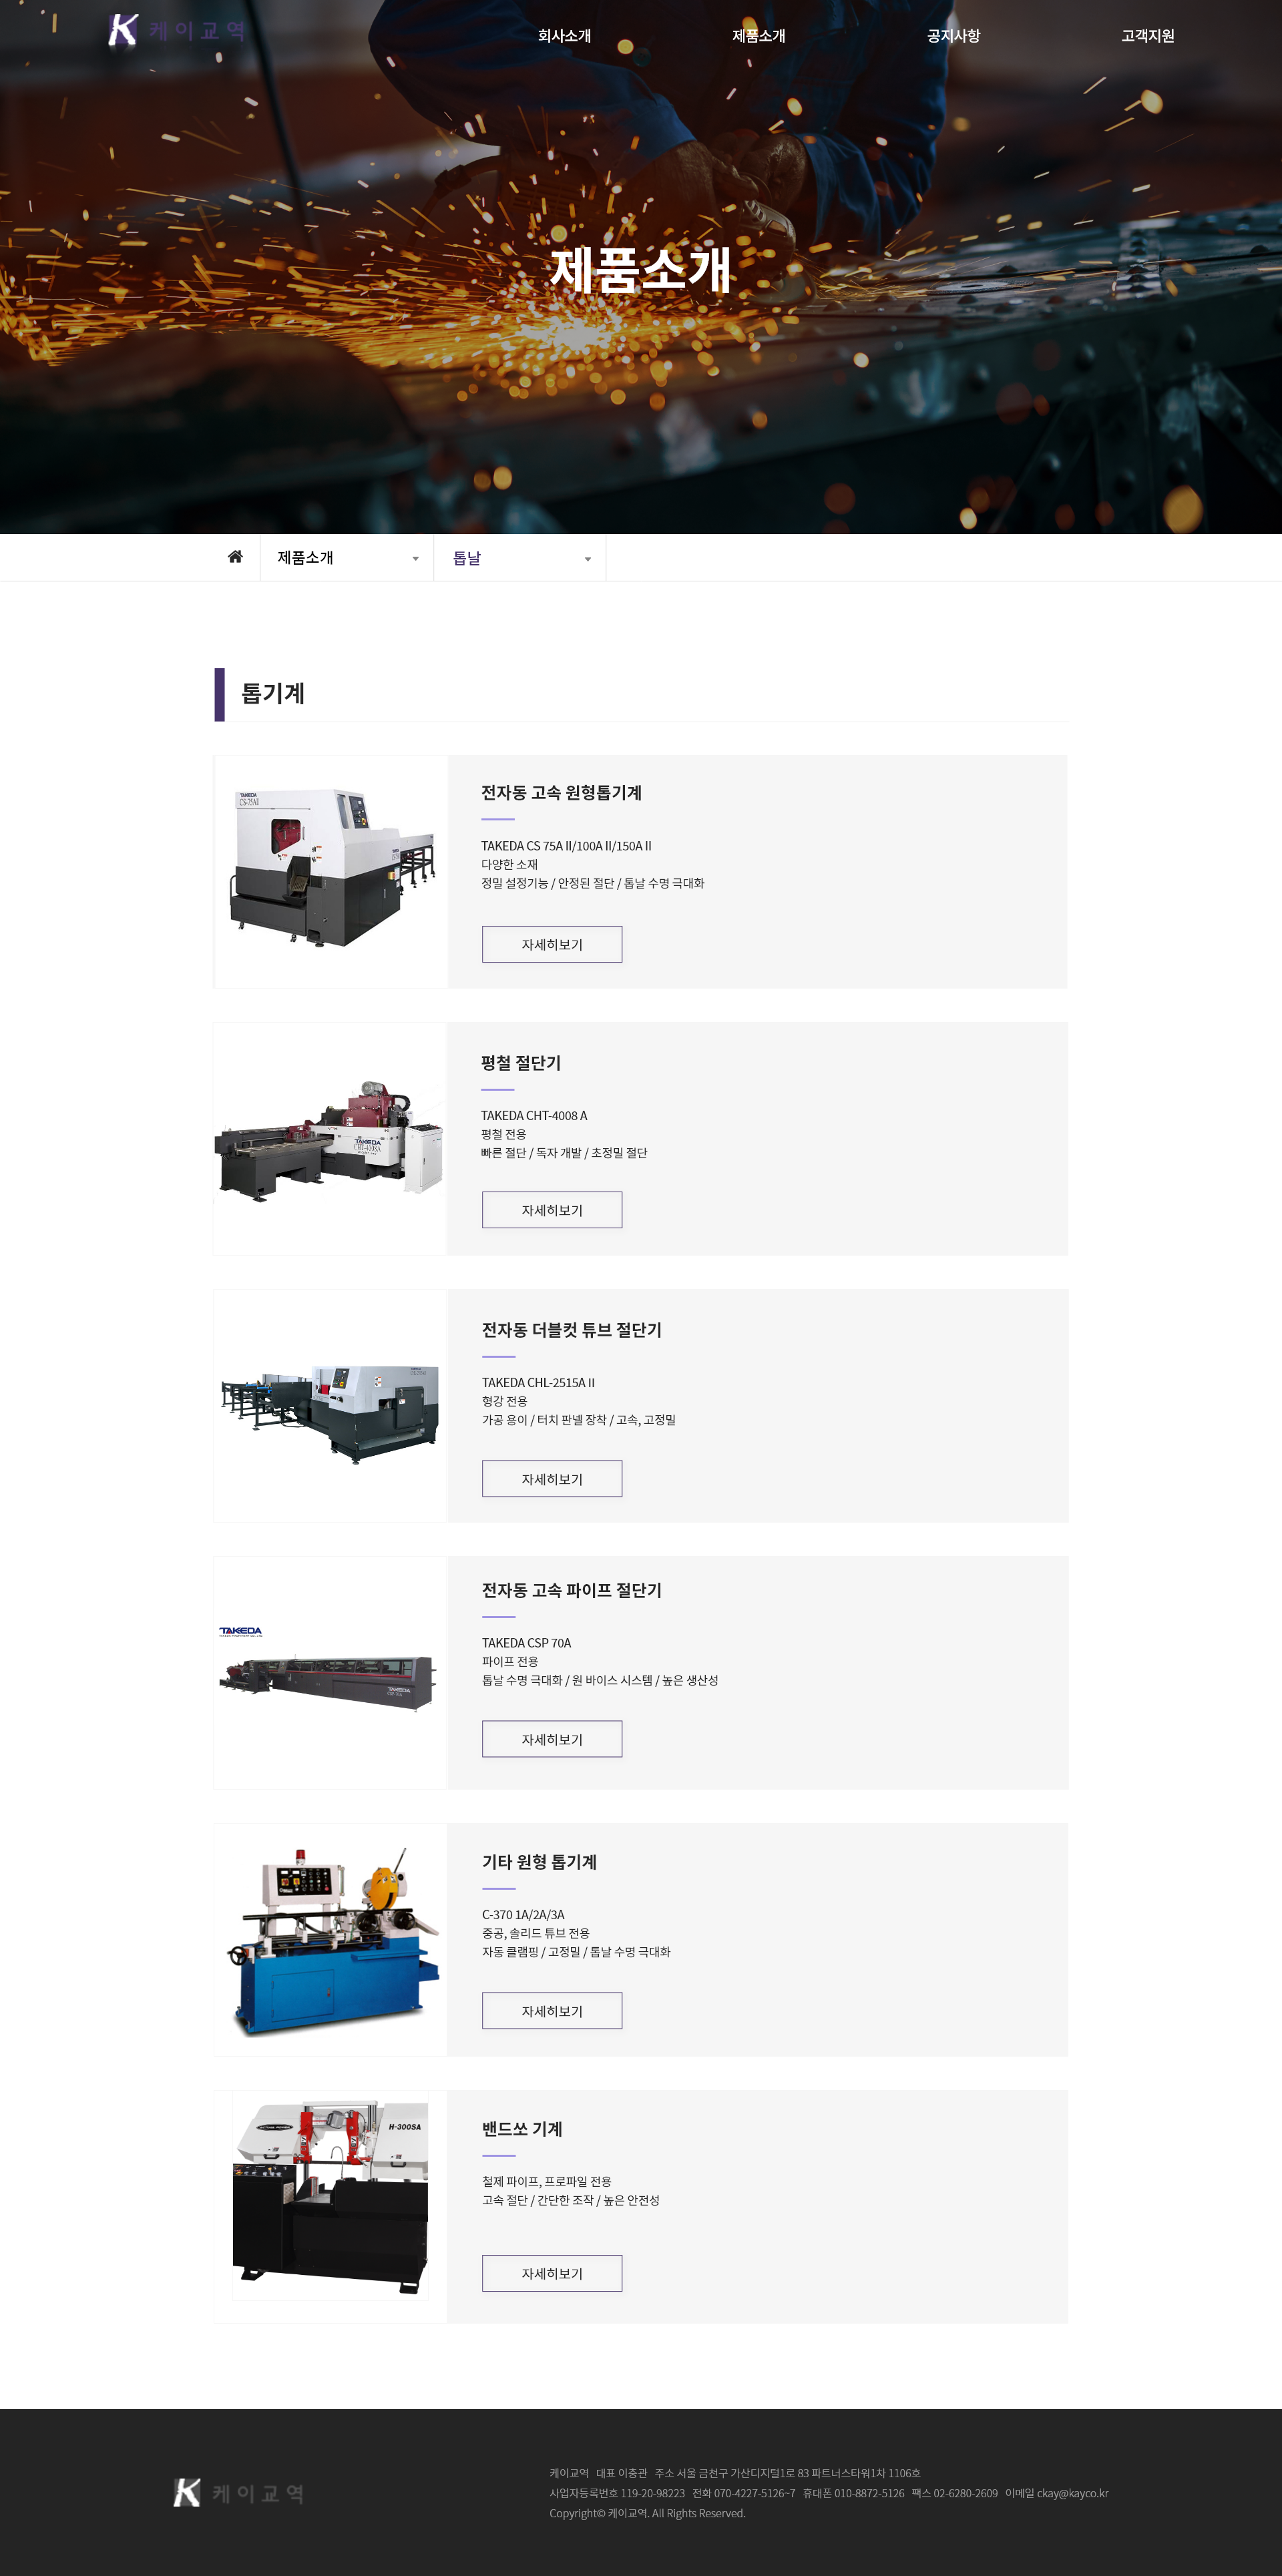 K 케이교역
회사소개
제품소개
공지사항
고객지원
제품소개
제품소개
톱날
톱기계
TAKEDA
CS-75AⅡ
전자동 고속 원형톱기계
TAKEDA CS 75A II/100A II/150A II
다양한 소재
정밀 설정기능 / 안정된 절단 / 톱날 수명 극대화
자세히보기
TAKEDA
CHT-4008A
평철 절단기
TAKEDA CHT-4008 A
평철 전용
빠른 절단 / 독자 개발 / 초정밀 절단
자세히보기
전자동 더블컷 튜브 절단기
TAKEDA CHL-2515A II
형강 전용
가공 용이 / 터치 판넬 장착 / 고속, 고정밀
자세히보기
TAKEDA
TAKEDA
전자동 고속 파이프 절단기
TAKEDA CSP 70A
파이프 전용
톱날 수명 극대화 / 원 바이스 시스템 / 높은 생산성
자세히보기
기타 원형 톱기계
C-370 1A/2A/3A
중공, 솔리드 튜브 전용
자동 클램핑 / 고정밀 / 톱날 수명 극대화
자세히보기
H-300SA
밴드쏘 기계
철제 파이프, 프로파일 전용
고속 절단 / 간단한 조작 / 높은 안전성
자세히보기
K 케이교역
케이교역 대표 이충관 주소 서울 금천구 가산디지털1로 83 파트너스타워1차 1106호
사업자등록번호 119-20-98223 전화 070-4227-5126~7 휴대폰 010-8872-5126 팩스 02-6280-2609 이메일 ckay@kayco.kr
Copyright© 케이교역. All Rights Reserved.